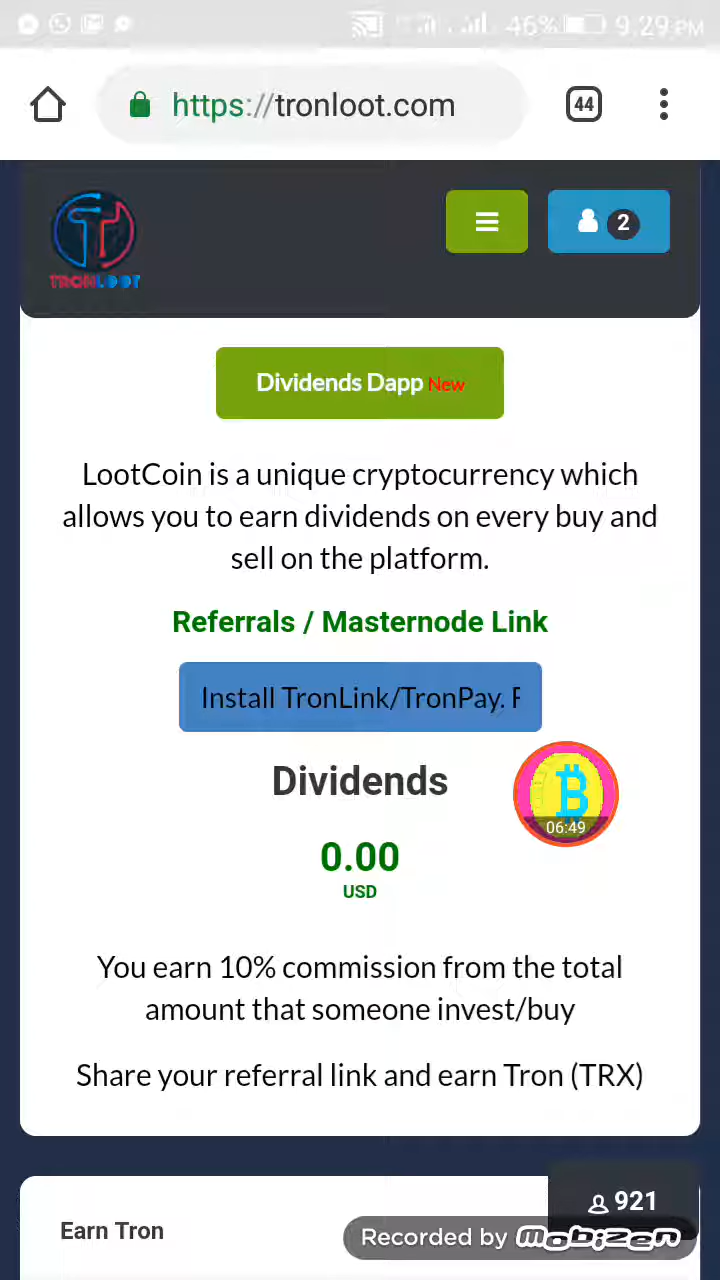 46% 9:29 PM
https://tronloot.com 44
TRONLOOT
2
Dividends Dapp New
LootCoin is a unique cryptocurrency which
allows you to earn dividends on every buy and
sell on the platform.
Referrals / Masternode Link
Install TronLink/TronPay. F
Dividends
06:49
0.00
USD
You earn 10% commission from the total
amount that someone invest/buy
Share your referral link and earn Tron (TRX)
921
Earn Tron
Recorded by mobizen